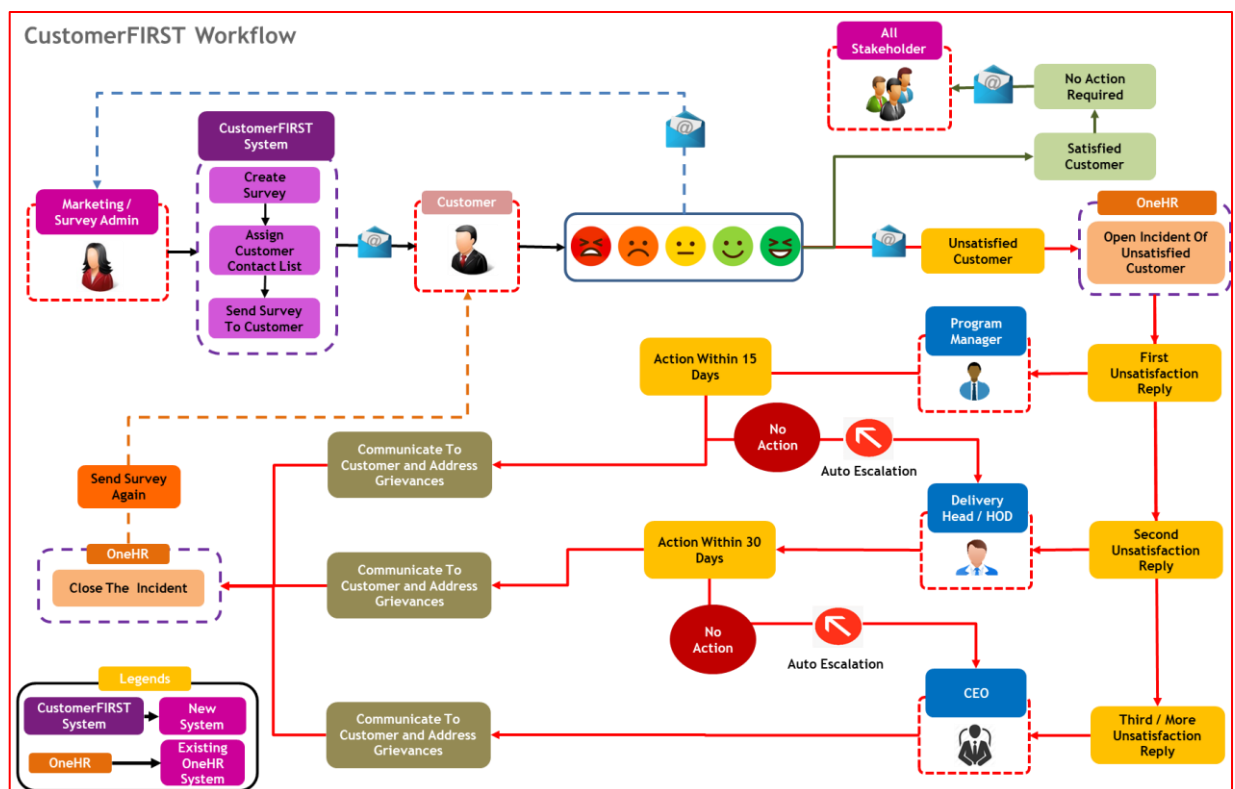 CustomerFIRST Workflow
All
Stakeholder
No Action
Required
Satisfied
Customer
CustomerFIRST
System
Create
Survey
Assign
Customer
Contact List
Send Survey
To Customer
Marketing /
Survey Admin
Customer
Unsatisfied
Customer
OneHR
Open Incident Of
Unsatisfied
Customer
Program
Manager
First
Unsatisfaction
Reply
Action Within 15
Days
No
Action
Auto Escalation
Communicate To
Customer and Address
Grievances
Send Survey
Again
Delivery
Head / HOD
Second
Unsatisfaction
Reply
Action Within 30
Days
OneHR
Close The Incident
Communicate To
Customer and Address
Grievances
No
Action
Auto Escalation
CEO
Third / More
Unsatisfaction
Reply
Communicate To
Customer and Address
Grievances
Legends
CustomerFIRST
System
New
System
OneHR
Existing
OneHR
System